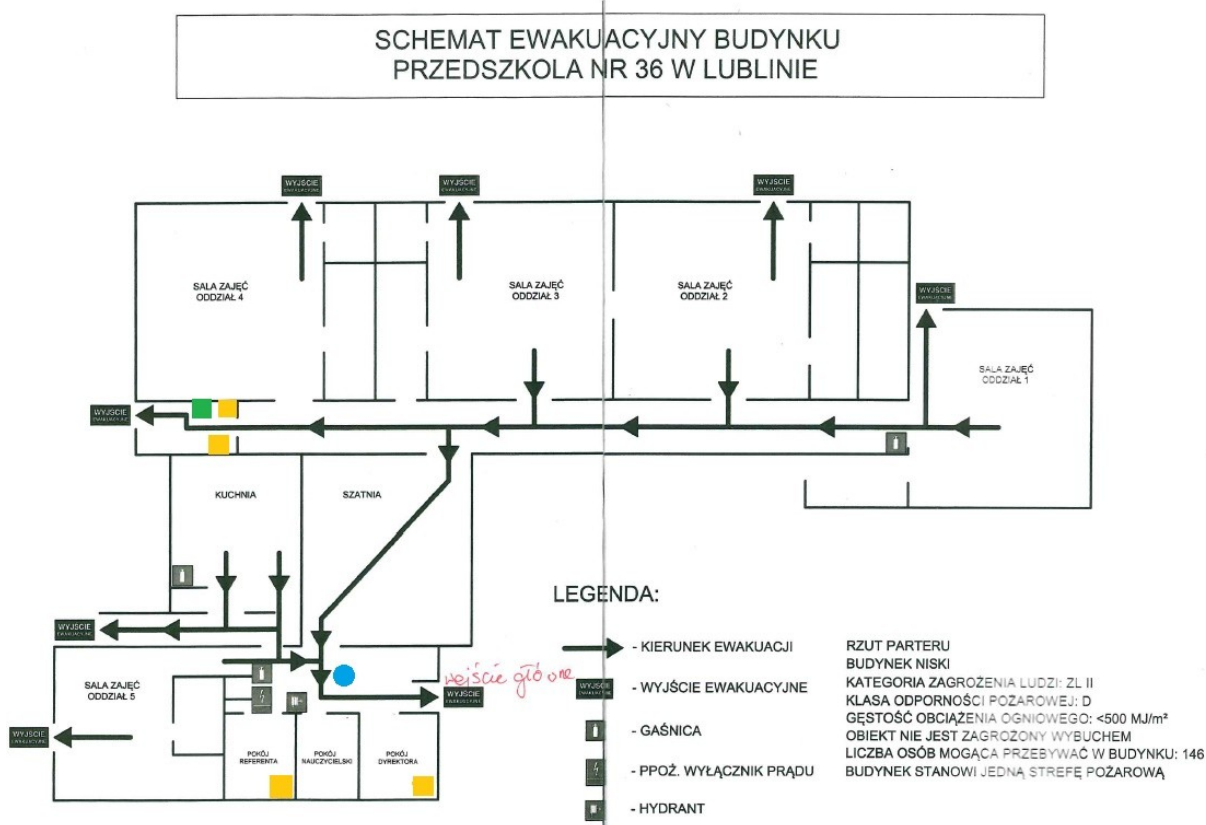 SCHEMAT EWAKUACYJNY BUDYNKU
PRZEDSZKOLA NR 36 W LUBLINIE
WYJŚCIE
EWAKUACYJNE
WYJŚCIE
EWAKUACYJNE
WYJŚCIE
EWAKUACYJNE
SALA ZAJĘĆ
ODDZIAŁ 4
SALA ZAJĘĆ
ODDZIAŁ 3
SALA ZAJĘĆ
ODDZIAŁ 2
WYJŚCIE
EWAKUACYJNE
SALA ZAJĘĆ
ODDZIAŁ 1
WYJŚCIE
EWAKUACYJNE
KUCHNIA
SZATNIA
WYJŚCIE
EWAKUACYJNE
SALA ZAJĘĆ
ODDZIAŁ 5
wejście główne
WYJŚCIE
EWAKUACYJNE
WYJŚCIE
EWAKUACYJNE
POKÓJ
REFERENTA
POKÓJ
NAUCZYCIELSKI
POKÓJ
DYREKTORA
LEGENDA:
- KIERUNEK EWAKUACJI
WYJŚCIE
EWAKUACYJNE
- WYJŚCIE EWAKUACYJNE
- GAŚNICA
- PPOŻ. WYŁĄCZNIK PRĄDU
- HYDRANT
RZUT PARTERU
BUDYNEK NISKI
KATEGORIA ZAGROŻENIA LUDZI: ZL II
KLASA ODPORNOŚCI POŻAROWEJ: D
GĘSTOŚĆ OBCIĄŻENIA OGNIOWEGO: <500 MJ/m²
OBIEKT NIE JEST ZAGROŻONY WYBUCHEM
LICZBA OSÓB MOGĄCA PRZEBYWAĆ W BUDYNKU: 146
BUDYNEK STANOWI JEDNĄ STREFĘ POŻAROWĄ